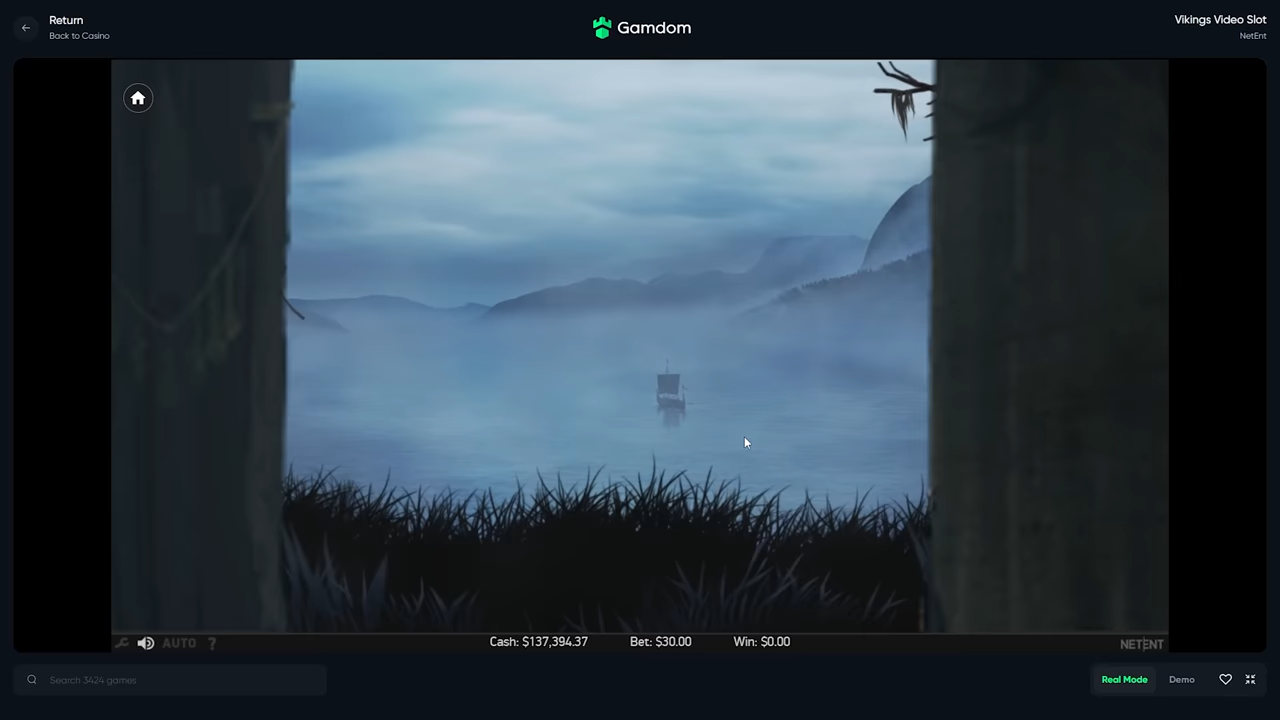 Return
Back to Casino
Gamdom
Vikings Video Slot
NetEnt
AUTO ?
Cash: $137,394.37 Bet: $30.00 Win: $0.00
NETENT
Search 3424 games
Real Mode Demo